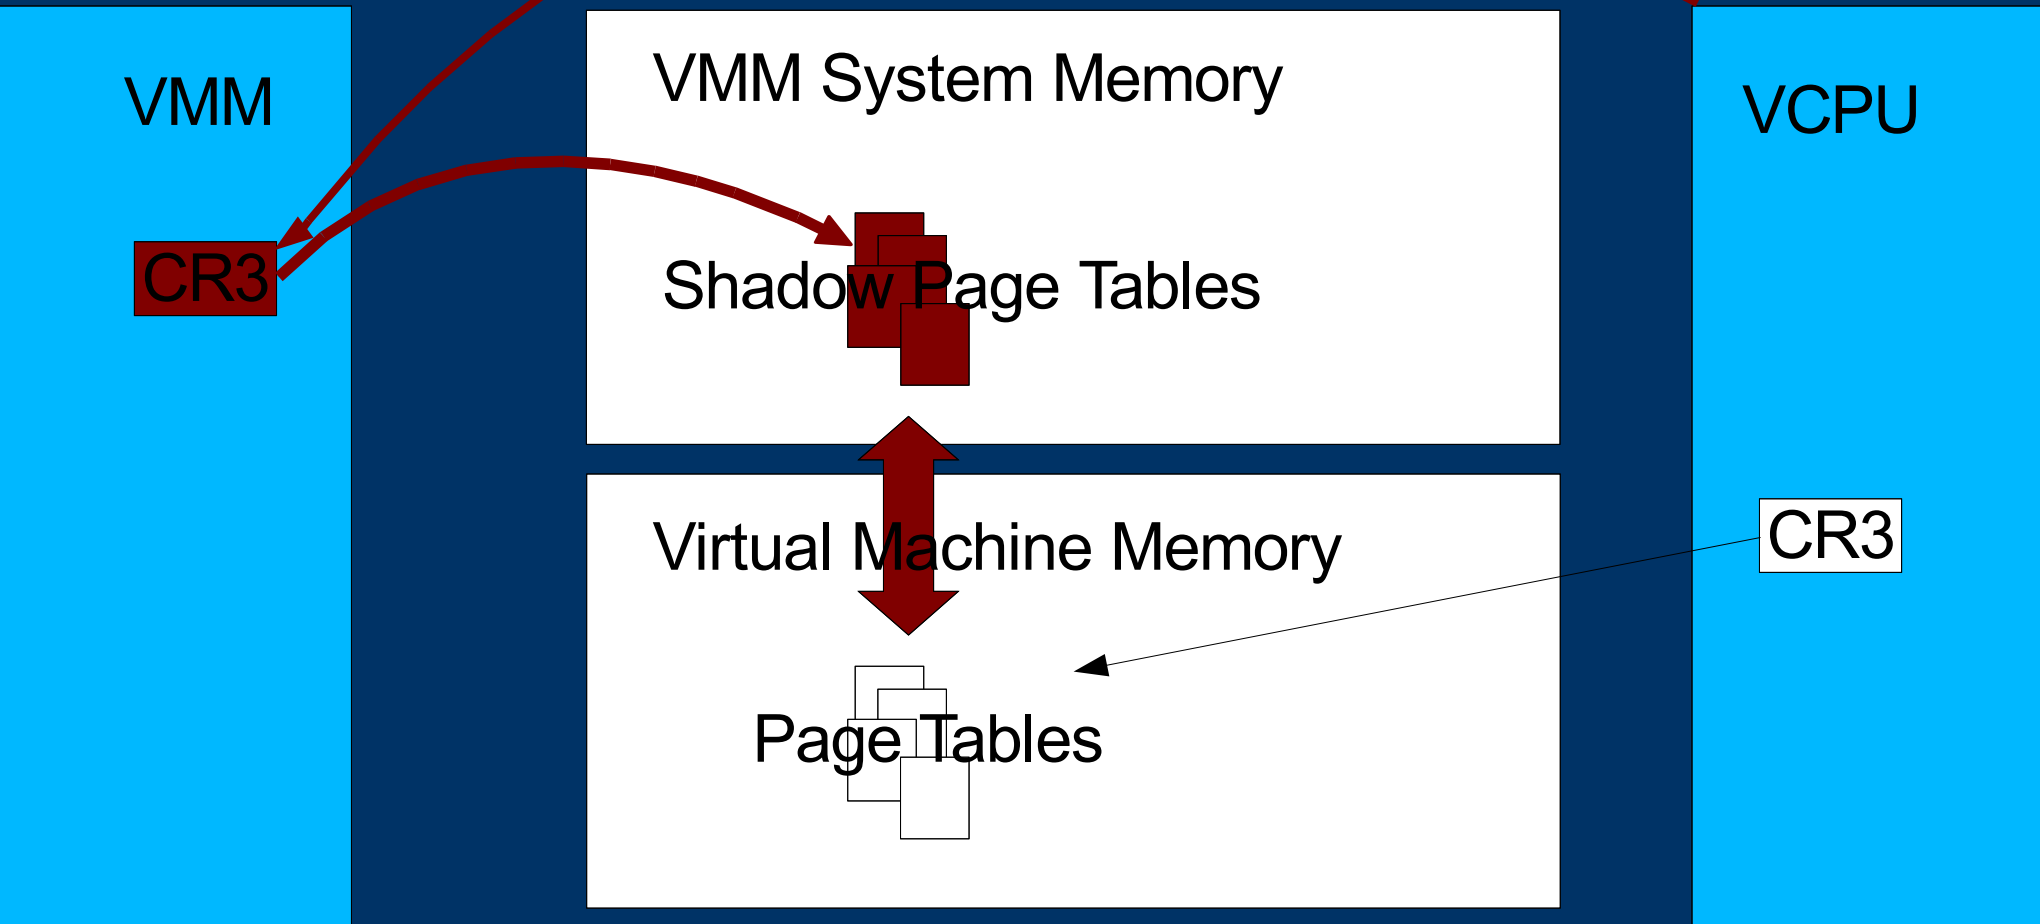 VMM
CR3
VMM System Memory
Shadow Page Tables
Virtual Machine Memory
Page Tables
VCPU
CR3